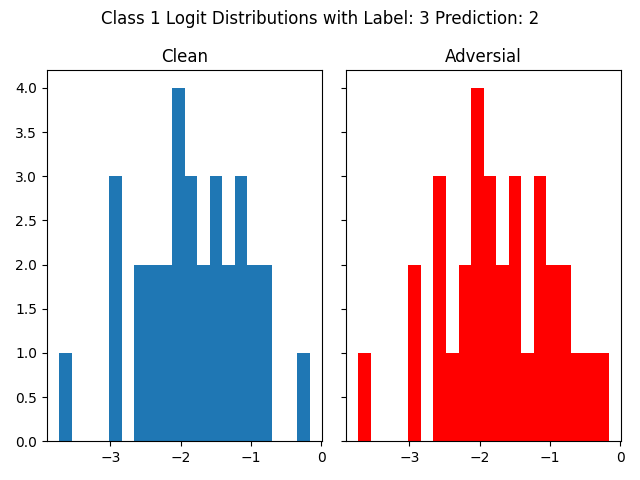 Class 1 Logit Distributions with Label: 3 Prediction: 2
Clean
Adversial
4.0
3.5
3.0
2.5
2.0
1.5
1.0
0.5
0.0
−3 −2 −1 0
−3 −2 −1 0